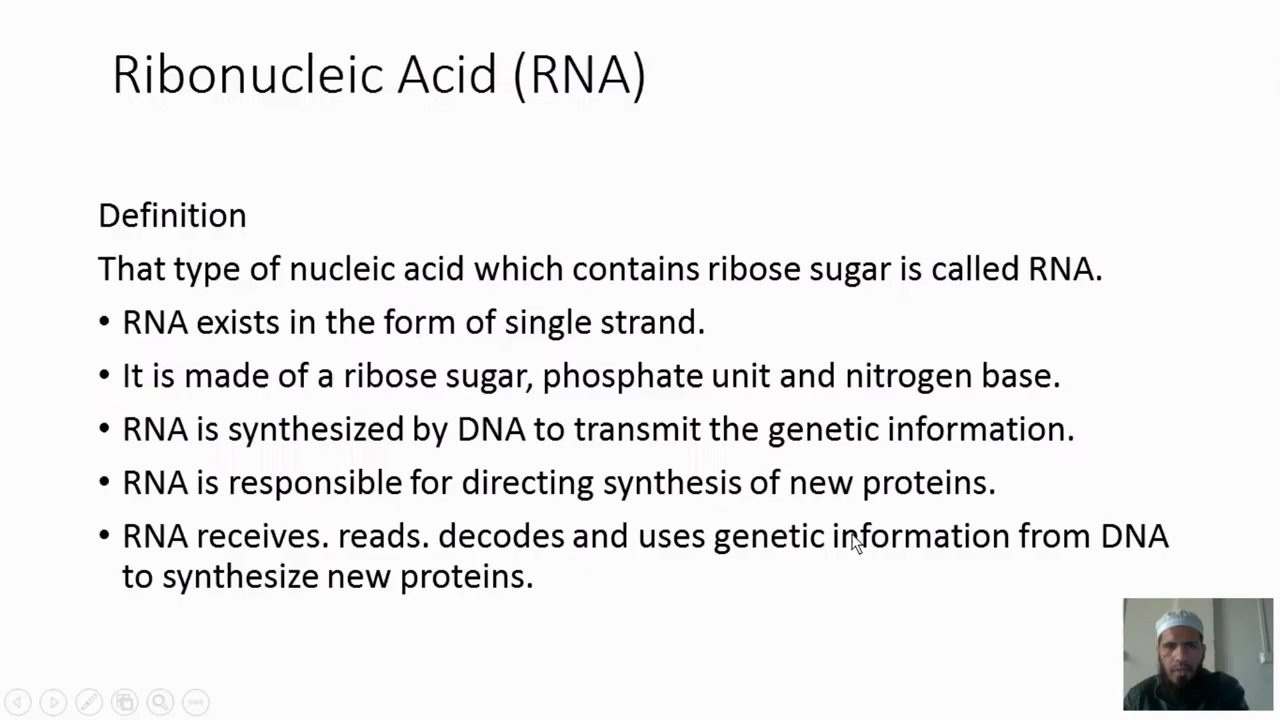 Ribonucleic Acid (RNA)
Definition
That type of nucleic acid which contains ribose sugar is called RNA.
• RNA exists in the form of single strand.
• It is made of a ribose sugar, phosphate unit and nitrogen base.
• RNA is synthesized by DNA to transmit the genetic information.
• RNA is responsible for directing synthesis of new proteins.
• RNA receives. reads. decodes and uses genetic information from DNA
to synthesize new proteins.